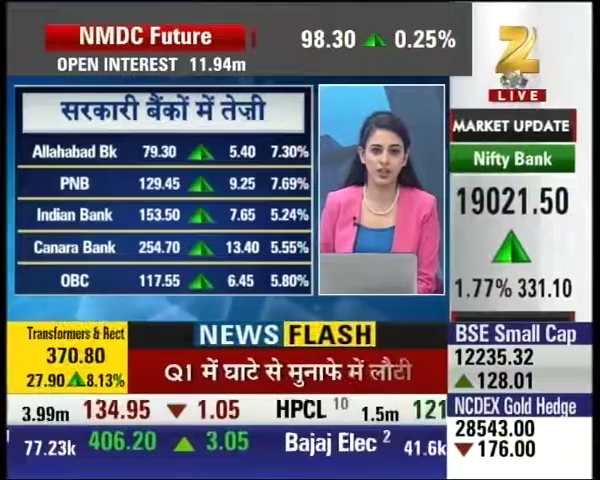 NMDC Future
98.30 0.25%
OPEN INTEREST 11.94m
Z
LIVE
सरकारी बैंकों में तेज़ी
Allahabad Bk 79.30 5.40 7.30%
PNB 129.45 9.25 7.69%
Indian Bank 153.50 7.65 5.24%
Canara Bank 254.70 13.40 5.55%
OBC 117.55 6.45 5.80%
MARKET UPDATE
Nifty Bank
19021.50
1.77% 331.10
Transformers & Rect
370.80
27.90 8.13%
NEWS FLASH
Q1 में घाटे से मुनाफे में लौटी
BSE Small Cap
12235.32
128.01
NCDEX Gold Hedge
28543.00
176.00
3.99m 134.95 1.05 HPCL 10 1.5m 121
77.23k 406.20 3.05 Bajaj Elec 2 41.6k